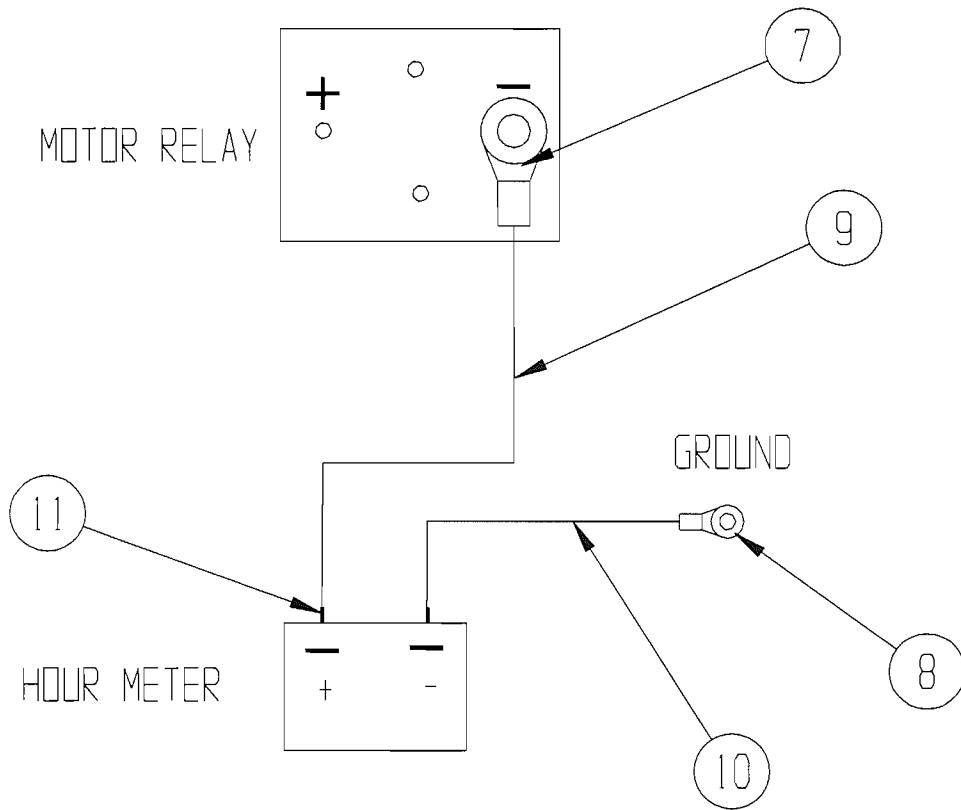 7
+ −
MOTOR RELAY
9
GROUND
11
+ -
HOUR METER
8
10